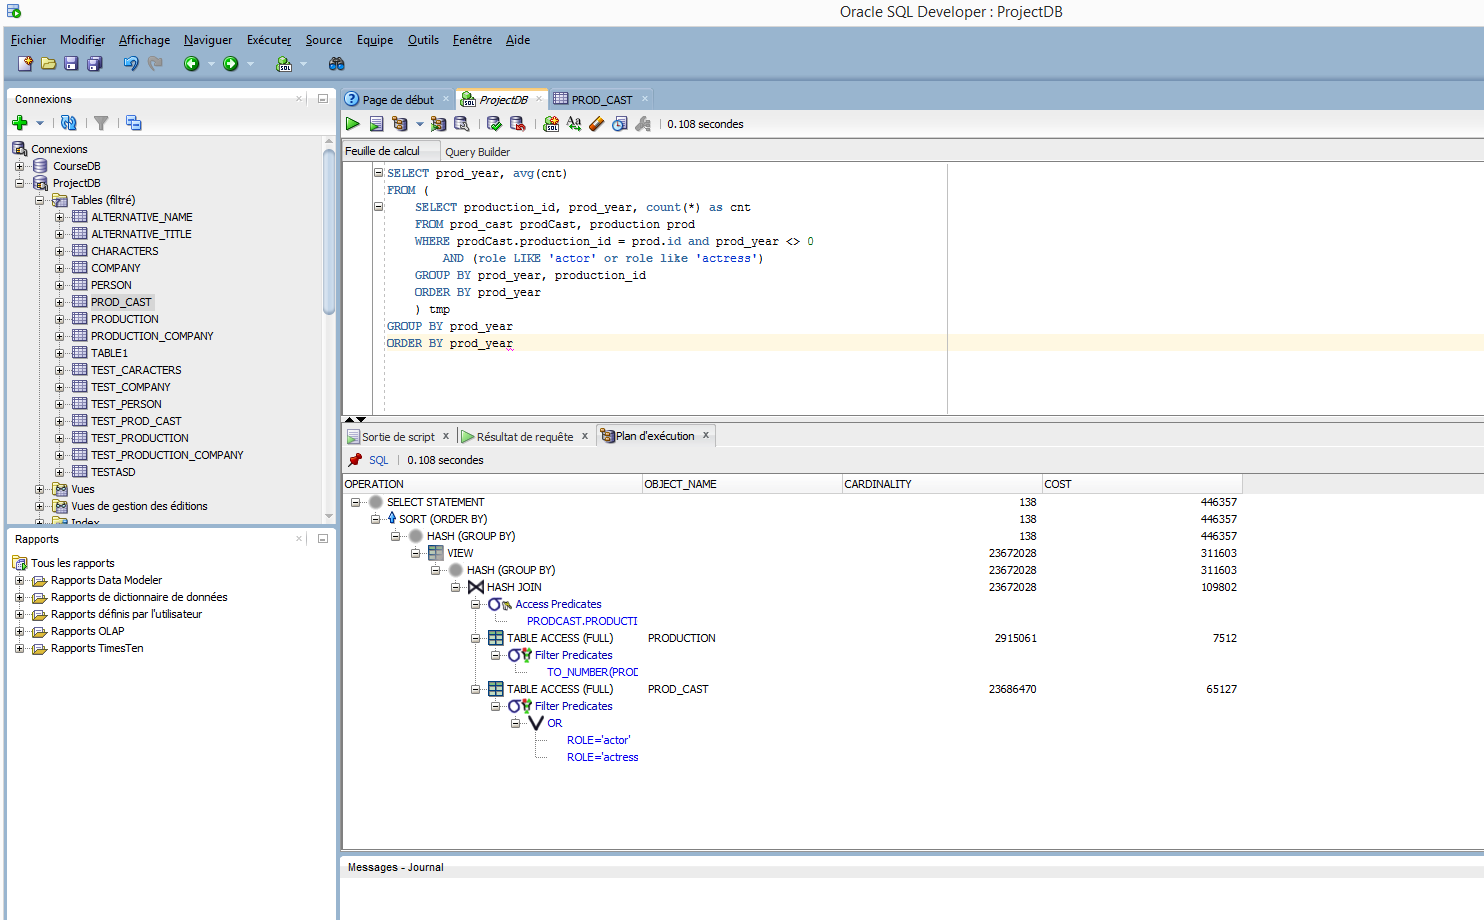 Oracle SQL Developer : ProjectDB
Fichier Modifier Affichage Naviguer Exécuter Source Equipe Outils Fenêtre Aide
Connexions
Connexions
CourseDB
ProjectDB
Tables (filtré)
ALTERNATIVE_NAME
ALTERNATIVE_TITLE
CHARACTERS
COMPANY
PERSON
PROD_CAST
PRODUCTION
PRODUCTION_COMPANY
TABLE1
TEST_CARACTERS
TEST_COMPANY
TEST_PERSON
TEST_PROD_CAST
TEST_PRODUCTION
TEST_PRODUCTION_COMPANY
TESTASD
Vues
Vues de gestion des éditions
Index
Rapports
Tous les rapports
Rapports Data Modeler
Rapports de dictionnaire de données
Rapports définis par l'utilisateur
Rapports OLAP
Rapports TimesTen
Page de début ProjectDB PROD_CAST
0.108 secondes
Feuille de calcul Query Builder
SELECT prod_year, avg(cnt)
FROM (
SELECT production_id, prod_year, count(*) as cnt
FROM prod_cast prodCast, production prod
WHERE prodCast.production_id = prod.id and prod_year <> 0
AND (role LIKE 'actor' or role like 'actress')
GROUP BY prod_year, production_id
ORDER BY prod_year
) tmp
GROUP BY prod_year
ORDER BY prod_year
Sortie de script Résultat de requête Plan d'exécution
SQL 0.108 secondes
OPERATION OBJECT_NAME CARDINALITY COST
SELECT STATEMENT 138 446357
SORT (ORDER BY) 138 446357
HASH (GROUP BY) 138 446357
VIEW 23672028 311603
HASH (GROUP BY) 23672028 311603
HASH JOIN 23672028 109802
Access Predicates
PRODCAST.PRODUCTI
TABLE ACCESS (FULL) PRODUCTION 2915061 7512
Filter Predicates
TO_NUMBER(PROD
TABLE ACCESS (FULL) PROD_CAST 23686470 65127
Filter Predicates
OR
ROLE='actor'
ROLE='actress
Messages - Journal